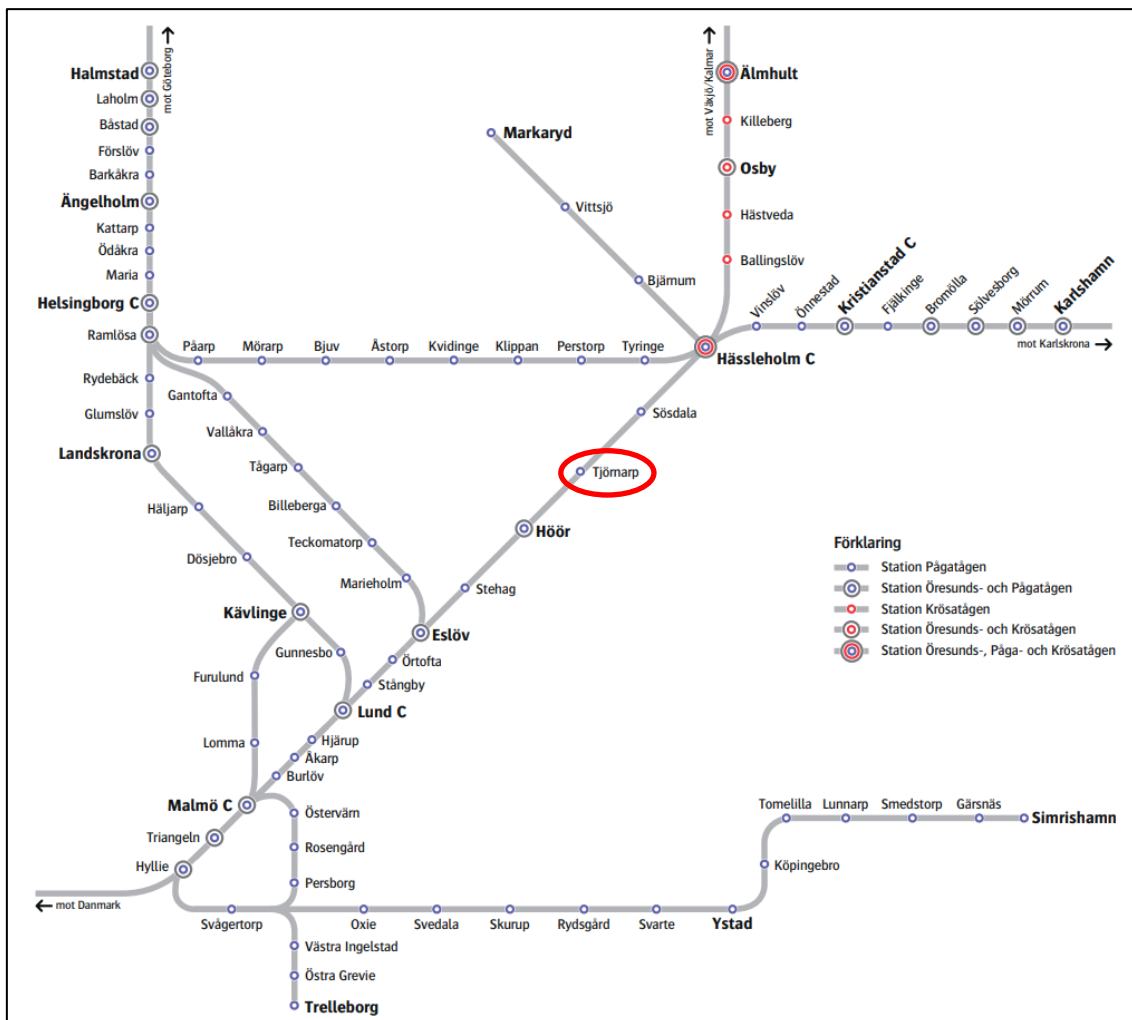 Halmstad
Laholm
Båstad
Förslöv
Barkåkra
Ängelholm
Kattarp
Ödåkra
Maria
Helsingborg C
Ramlösa
Rydebäck
Glumslöv
Landskrona
Häljarp
Dösjebro
Kävlinge
Gunnesbo
Furulund
Lomma
Malmö C
Triangeln
Hyllie
← mot Danmark
mot Göteborg →
Påarp
Mörarp
Bjuv
Åstorp
Kvidinge
Klippan
Perstorp
Tyringe
Gantofta
Vallåkra
Tågarp
Billeberga
Teckomatorp
Marieholm
Markaryd
Vittsjö
Bjärnum
mot Växjö/Kalmar →
Älmhult
Killeberg
Osby
Hästveda
Ballingslöv
Vinslöv
Önnestad
Kristianstad C
Fjälkinge
Bromölla
Sölvesborg
Mörrum
Karlshamn
mot Karlskrona →
Hässleholm C
Sösdala
Tjörnarp
Höör
Stehag
Eslöv
Örtofta
Stångby
Lund C
Hjärup
Åkarp
Burlöv
Östervärn
Rosengård
Persborg
Svågertorp
Oxie
Svedala
Skurup
Rydsgård
Svarte
Ystad
Köpingebro
Tomelilla
Lunnarp
Smedstorp
Gärsnäs
Simrishamn
Västra Ingelstad
Östra Grevie
Trelleborg
Förklaring
Station Pågatågen
Station Öresunds- och Pågatågen
Station Krösatågen
Station Öresunds- och Krösatågen
Station Öresunds-, Påga- och Krösatågen